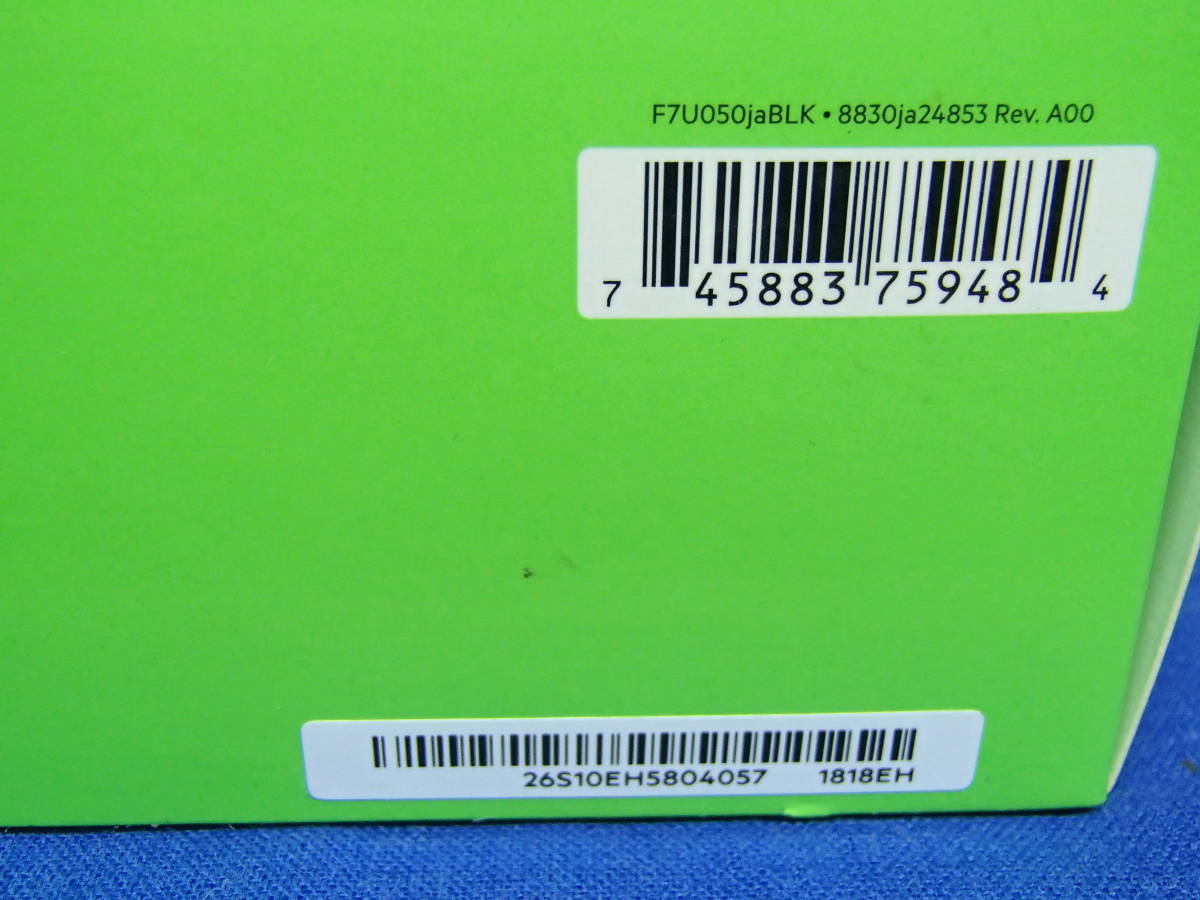 F7U050jaBLK • 8830ja24853 Rev. A00
7 45883 75948 4
26S10EH5804057 1818EH